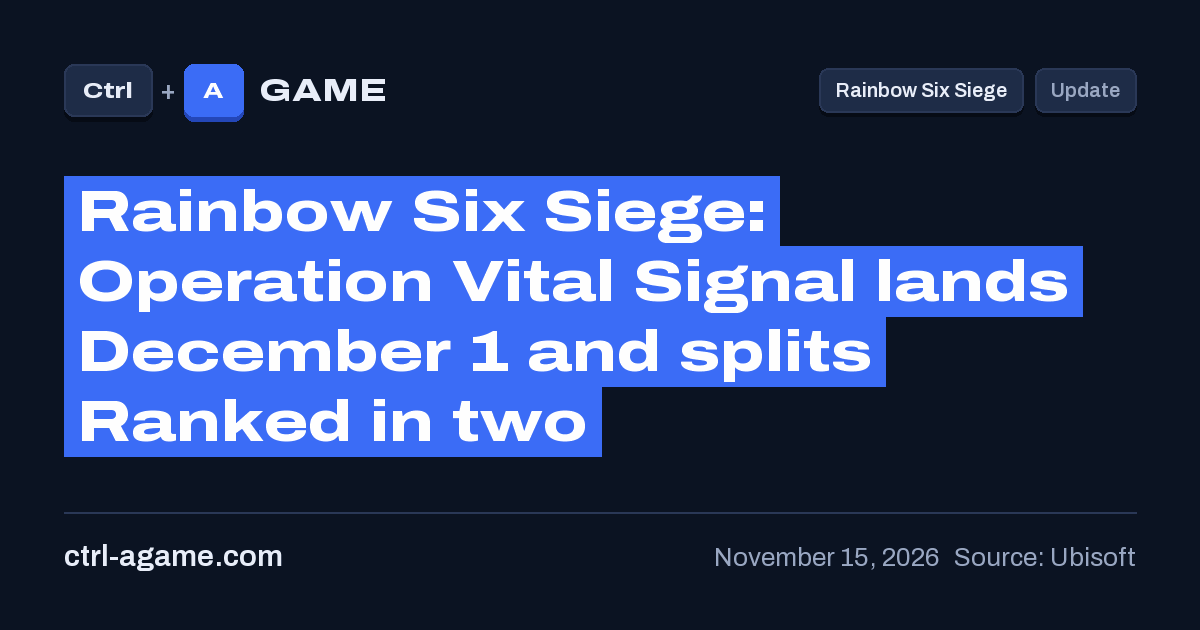 Ctrl + A GAME
Rainbow Six Siege Update
Rainbow Six Siege:
Operation Vital Signal lands
December 1 and splits
Ranked in two
ctrl-agame.com
November 15, 2026 Source: Ubisoft